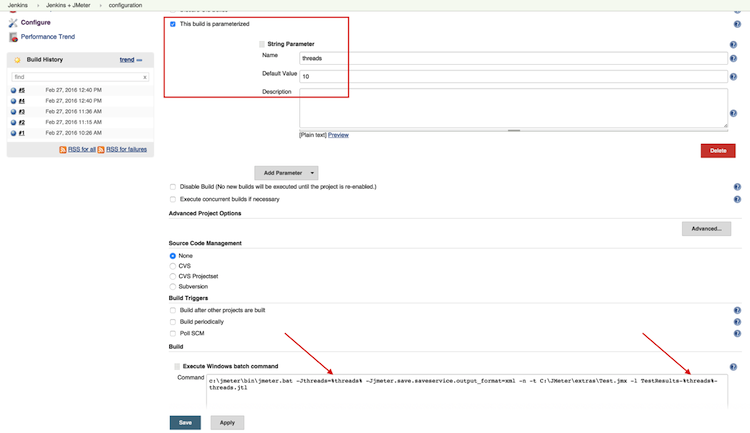 Jenkins › Jenkins + JMeter › configuration
Configure
This build is parameterized
Performance Trend
String Parameter
Build History trend
Name threads
find x
Default Value 10
#5 Feb 27, 2016 12:40 PM
Description
#4 Feb 27, 2016 12:40 PM
#3 Feb 27, 2016 11:36 AM
#2 Feb 27, 2016 11:15 AM
#1 Feb 27, 2016 10:26 AM
[Plain text] Preview
RSS for all RSS for failures
Delete
Add Parameter
Disable Build (No new builds will be executed until the project is re-enabled.)
Execute concurrent builds if necessary
Advanced Project Options
Advanced...
Source Code Management
None
CVS
CVS Projectset
Subversion
Build Triggers
Build after other projects are built
Build periodically
Poll SCM
Build
Execute Windows batch command
Command c:\jmeter\bin\jmeter.bat -Jthreads=%threads% -Jjmeter.save.saveservice.output_format=xml -n -t C:\JMeter\extras\Test.jmx -l TestResults-%threads%-
threads.jtl
Save Apply